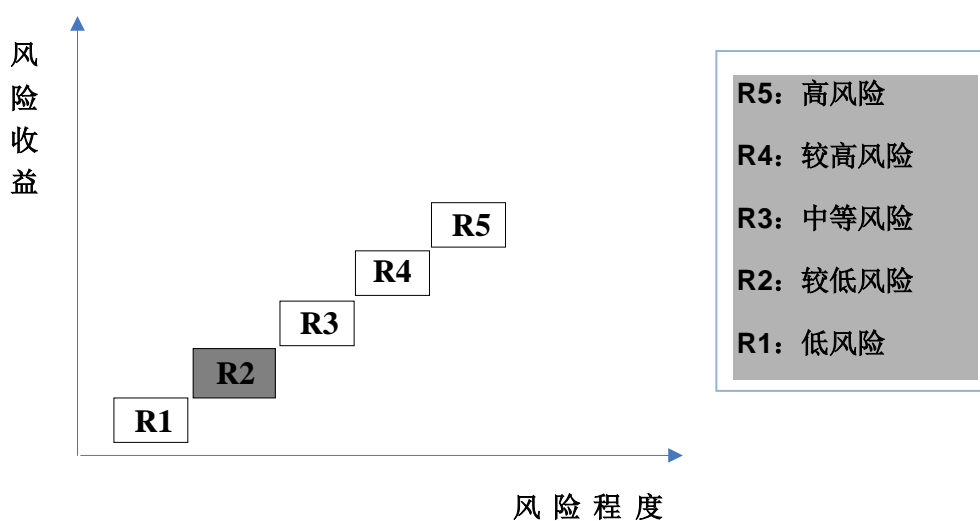 风
险
收
益
R5
R4
R3
R2
R1
风 险 程 度
R5：高风险
R4：较高风险
R3：中等风险
R2：较低风险
R1：低风险